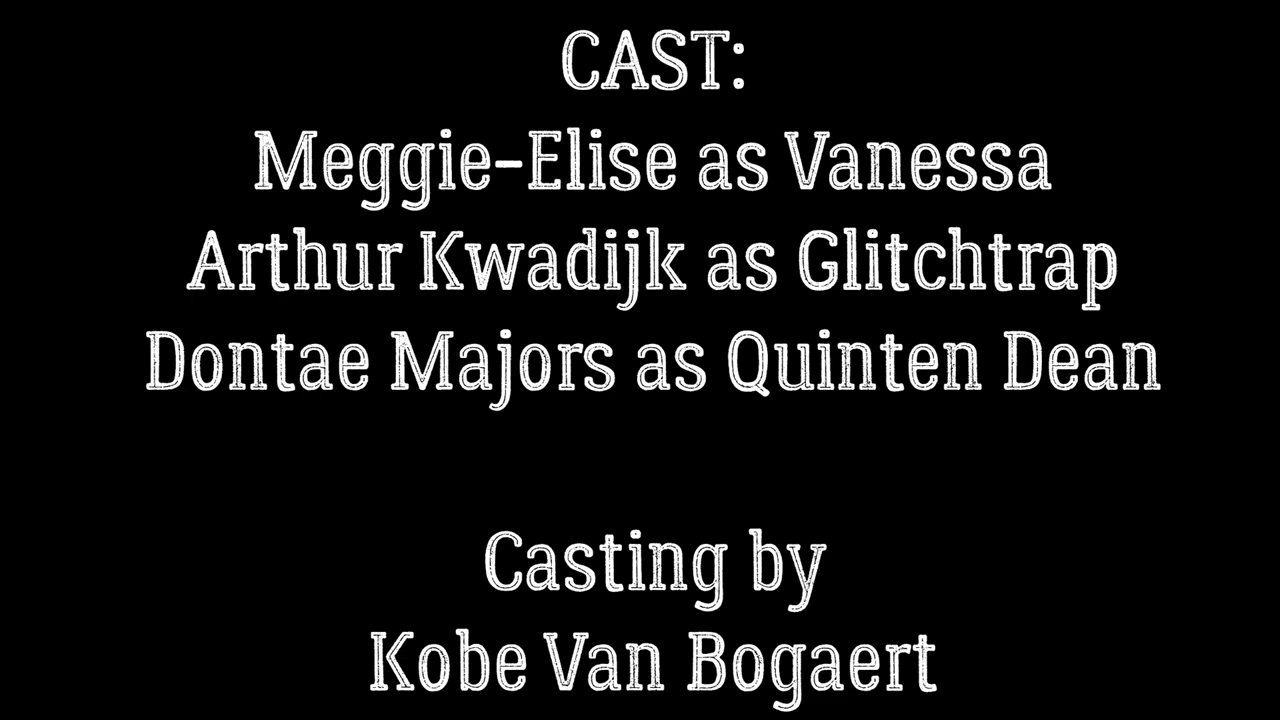 CAST:
Meggie-Elise as Vanessa
Arthur Kwadijk as Glitchtrap
Dontae Majors as Quinten Dean
Casting by
Kobe Van Bogaert